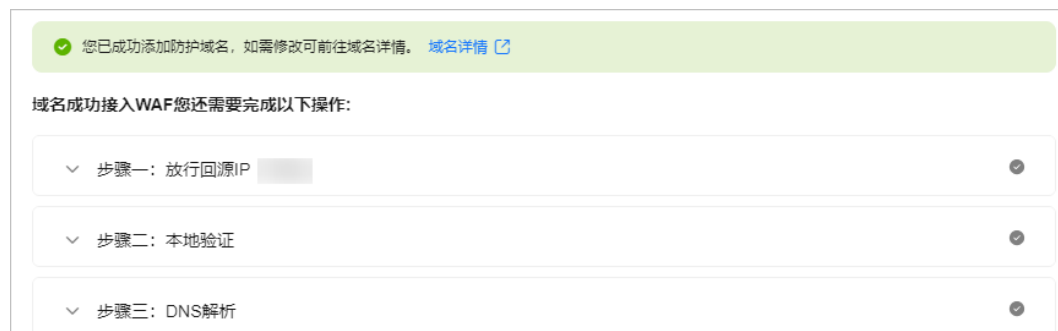 您已成功添加防护域名，如需修改可前往域名详情。 域名详情
域名成功接入WAF您还需要完成以下操作：
步骤一：放行回源IP
步骤二：本地验证
步骤三：DNS解析